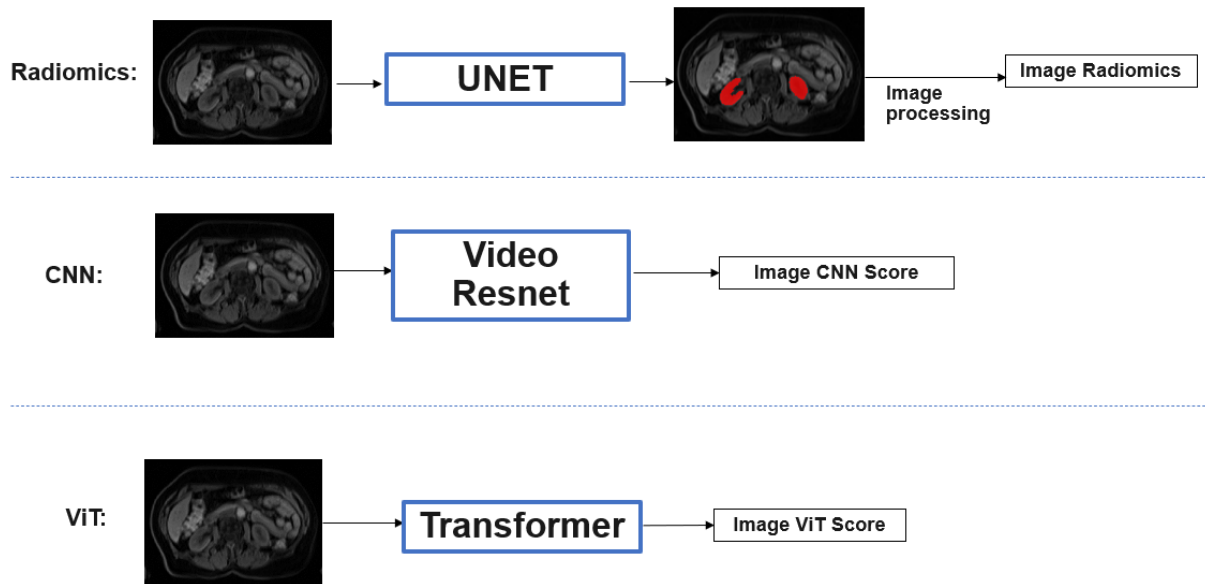 Radiomics:
UNET
Image
processing
Image Radiomics
CNN:
Video
Resnet
Image CNN Score
ViT:
Transformer
Image ViT Score